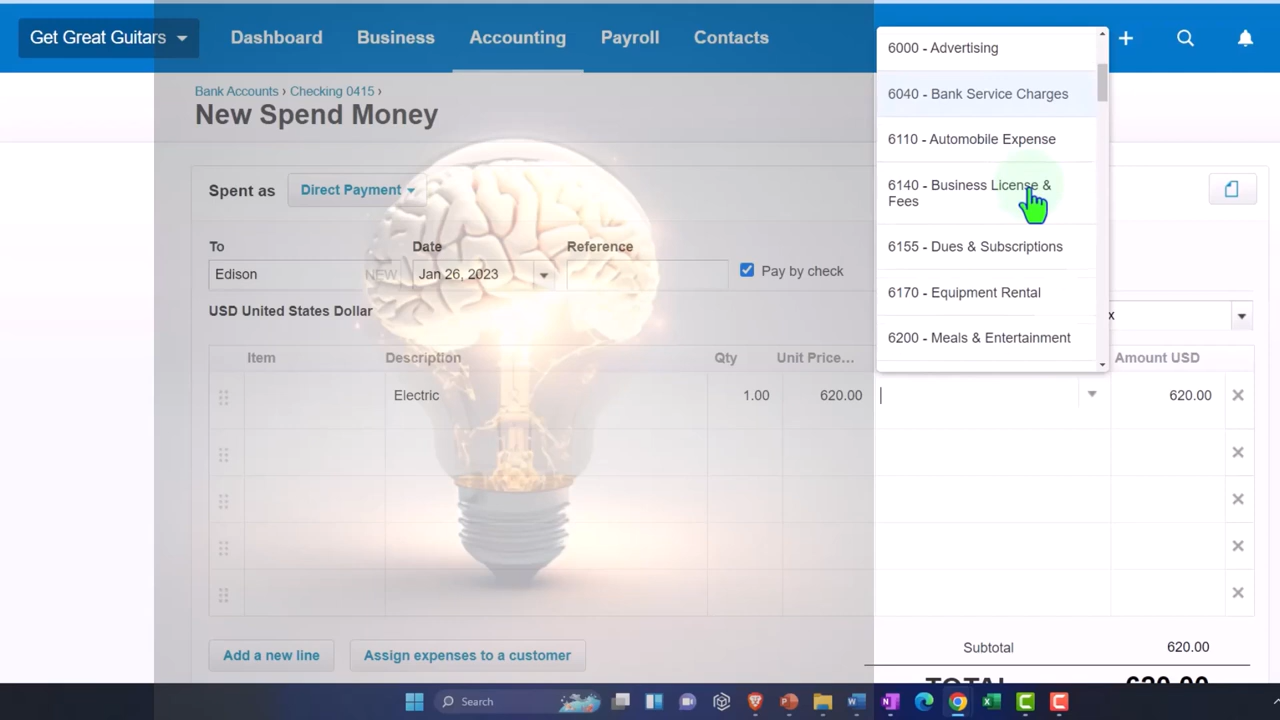 Get Great Guitars
Dashboard
Business
Accounting
Payroll
Contacts
Bank Accounts › Checking 0415 ›
New Spend Money
Spent as
Direct Payment
To
Date
Reference
Edison
NEW
Jan 26, 2023
Pay by check
USD United States Dollar
x
Item
Description
Qty
Unit Price...
Amount USD
Electric
1.00
620.00
620.00
6000 - Advertising
6040 - Bank Service Charges
6110 - Automobile Expense
6140 - Business License &
Fees
6155 - Dues & Subscriptions
6170 - Equipment Rental
6200 - Meals & Entertainment
Add a new line
Assign expenses to a customer
Subtotal
620.00
TOTAL
620.00
Search